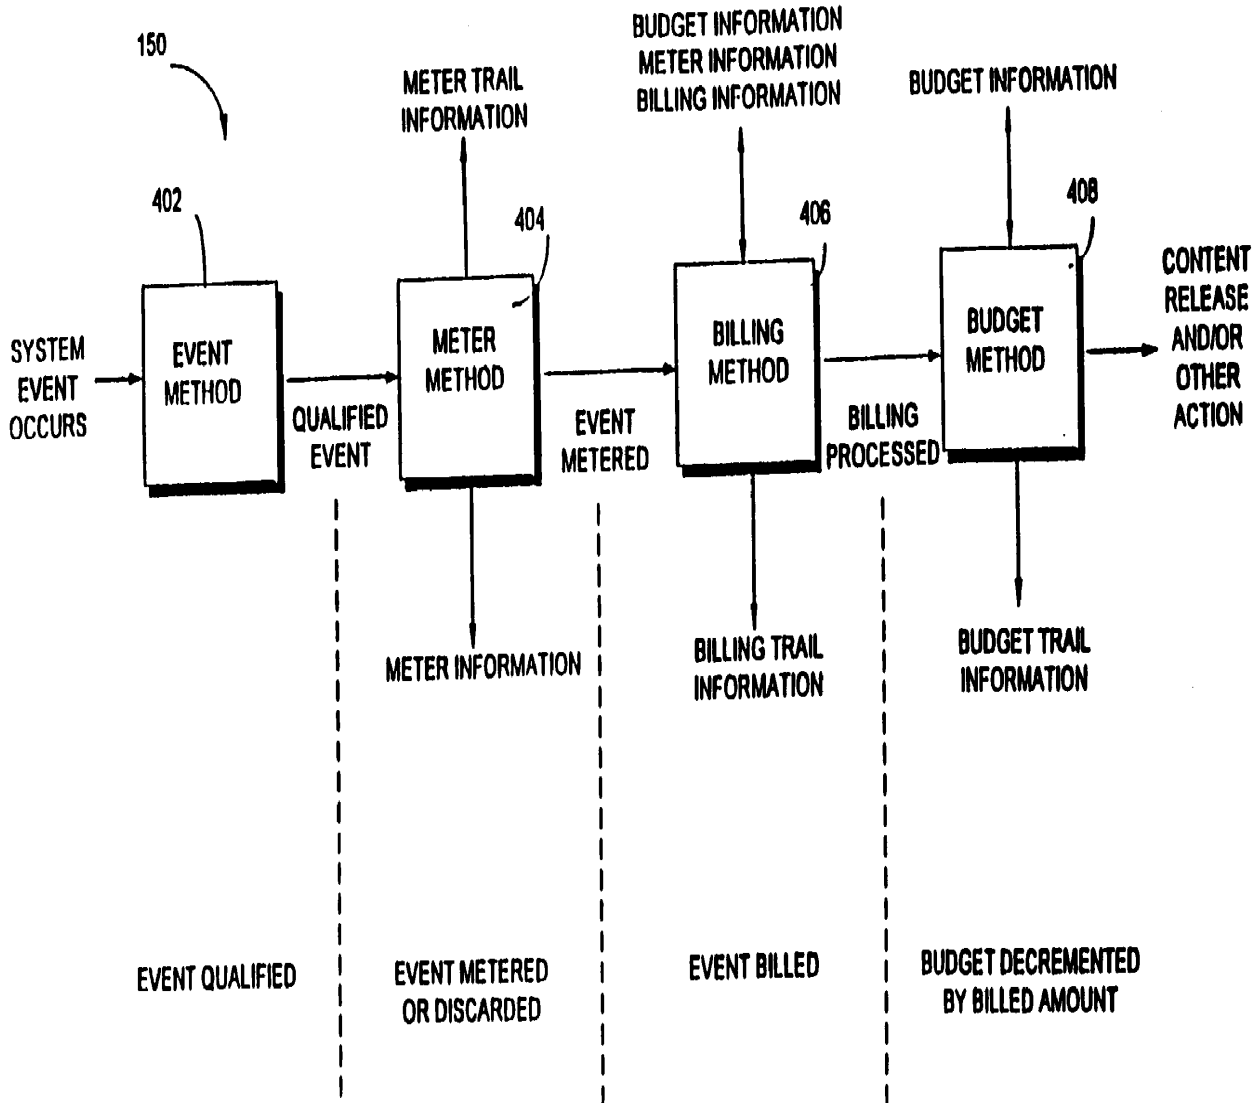 150
METER TRAIL
INFORMATION
BUDGET INFORMATION
METER INFORMATION
BILLING INFORMATION
BUDGET INFORMATION
402
404
406
408
SYSTEM
EVENT
OCCURS
EVENT
METHOD
QUALIFIED
EVENT
METER
METHOD
EVENT
METERED
BILLING
METHOD
BILLING
PROCESSED
BUDGET
METHOD
CONTENT
RELEASE
AND/OR
OTHER
ACTION
METER INFORMATION
BILLING TRAIL
INFORMATION
BUDGET TRAIL
INFORMATION
EVENT QUALIFIED
EVENT METERED
OR DISCARDED
EVENT BILLED
BUDGET DECREMENTED
BY BILLED AMOUNT